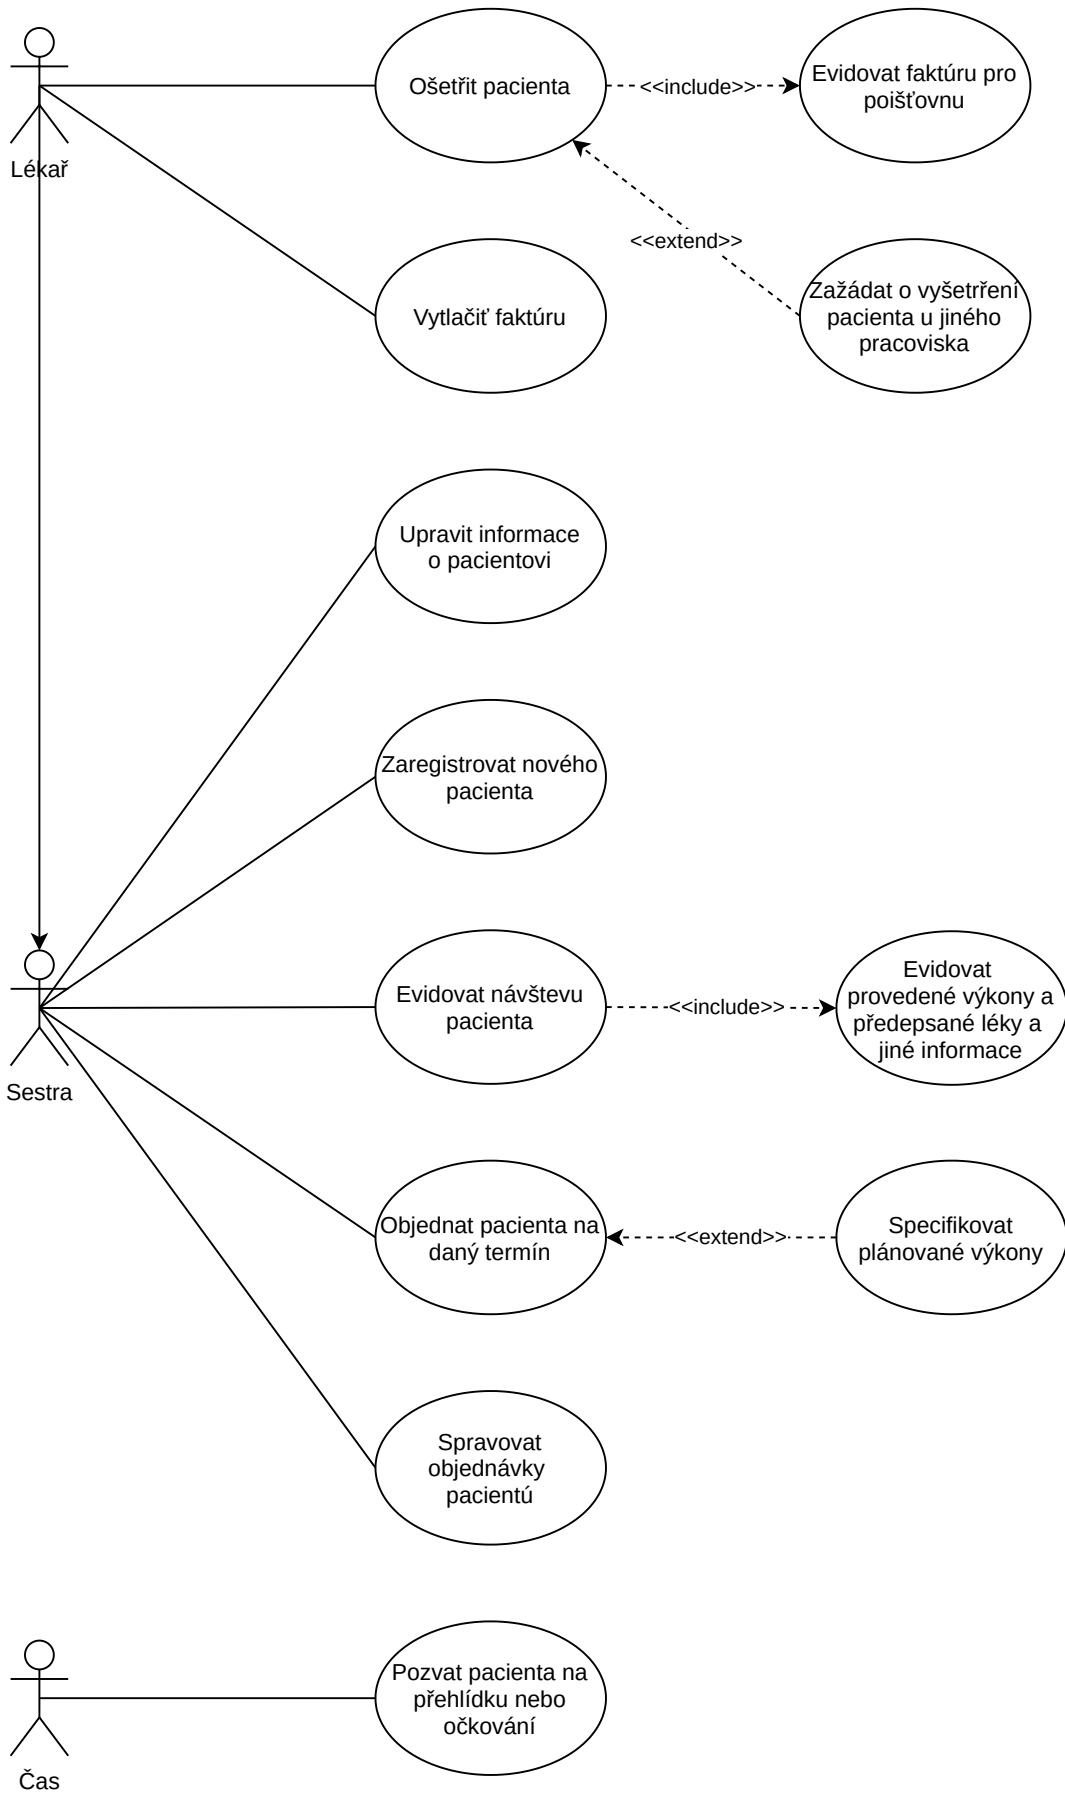 Lékař
Ošetřit pacienta
<<include>>
Evidovat faktúru pro
poišťovnu
<<extend>>
Vytlačiť faktúru
Zažádat o vyšetrření
pacienta u jiného
pracoviska
Upravit informace
o pacientovi
Zaregistrovat nového
pacienta
Sestra
Evidovat návštevu
pacienta
<<include>>
Evidovat
provedené výkony a
předepsané léky a
jiné informace
Objednat pacienta na
daný termín
<<extend>>
Specifikovat
plánované výkony
Spravovat
objednávky
pacientú
Čas
Pozvat pacienta na
přehlídku nebo
očkování